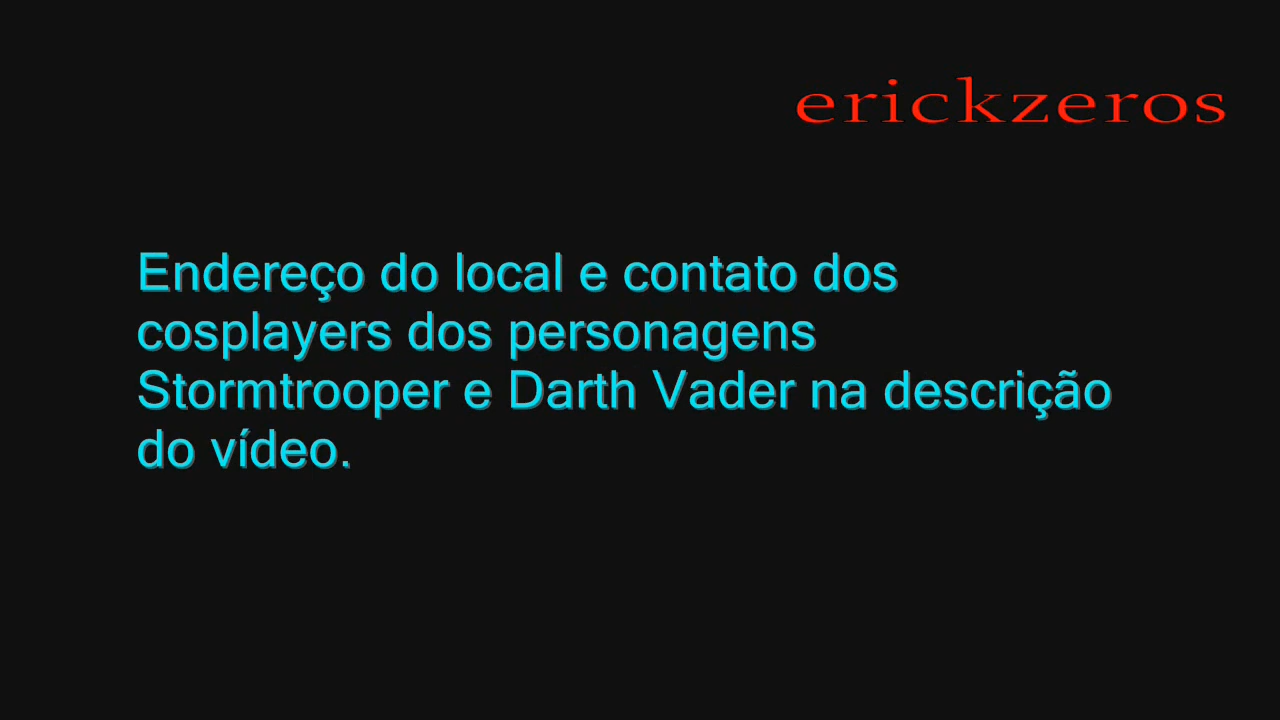 erickzeros
Endereço do local e contato dos
cosplayers dos personagens
Stormtrooper e Darth Vader na descrição
do vídeo.